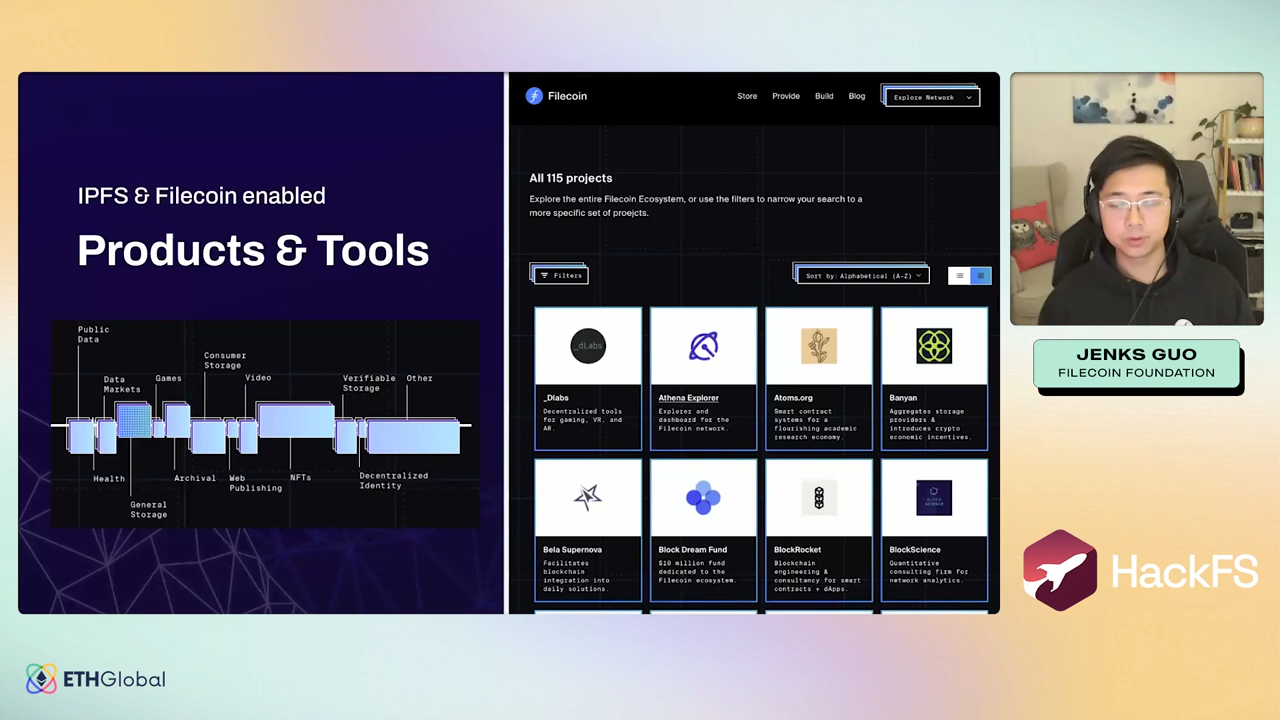 IPFS & Filecoin enabled
Products & Tools
Public
Data
Data
Markets
Games
Consumer
Storage
Video
Verifiable
Storage
Other
Health
General
Storage
Archival
Web
Publishing
NFTs
Decentralized
Identity
Filecoin
Store
Provide
Build
Blog
Explore Network
All 115 projects
Explore the entire Filecoin Ecosystem, or use the filters to narrow your search to a
more specific set of proejcts.
Filters
Sort by: Alphabetical (A-Z)
_dLabs
_Dlabs
Decentralized tools
for gaming, VR, and
AR.
Athena Explorer
Explorer and
dashboard for the
Filecoin network.
Atoms.org
Smart contract
systems for a
flourishing academic
research economy.
Banyan
Aggregates storage
providers &
introduces crypto
economic incentives.
Bela Supernova
Facilitates
blockchain
integration into
daily solutions.
Block Dream Fund
$10 million fund
dedicated to the
Filecoin ecosystem.
BlockRocket
Blockchain
engineering &
consultancy for smart
contracts + dApps.
BLOCK
SCIENCE
BlockScience
Quantitative
consulting firm for
network analytics.
JENKS GUO
FILECOIN FOUNDATION
HackFS
ETHGlobal